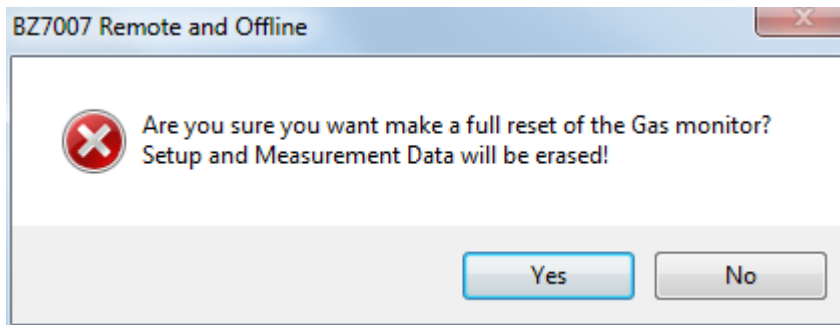 BZ7007 Remote and Offline
Are you sure you want make a full reset of the Gas monitor?
Setup and Measurement Data will be erased!
Yes
No